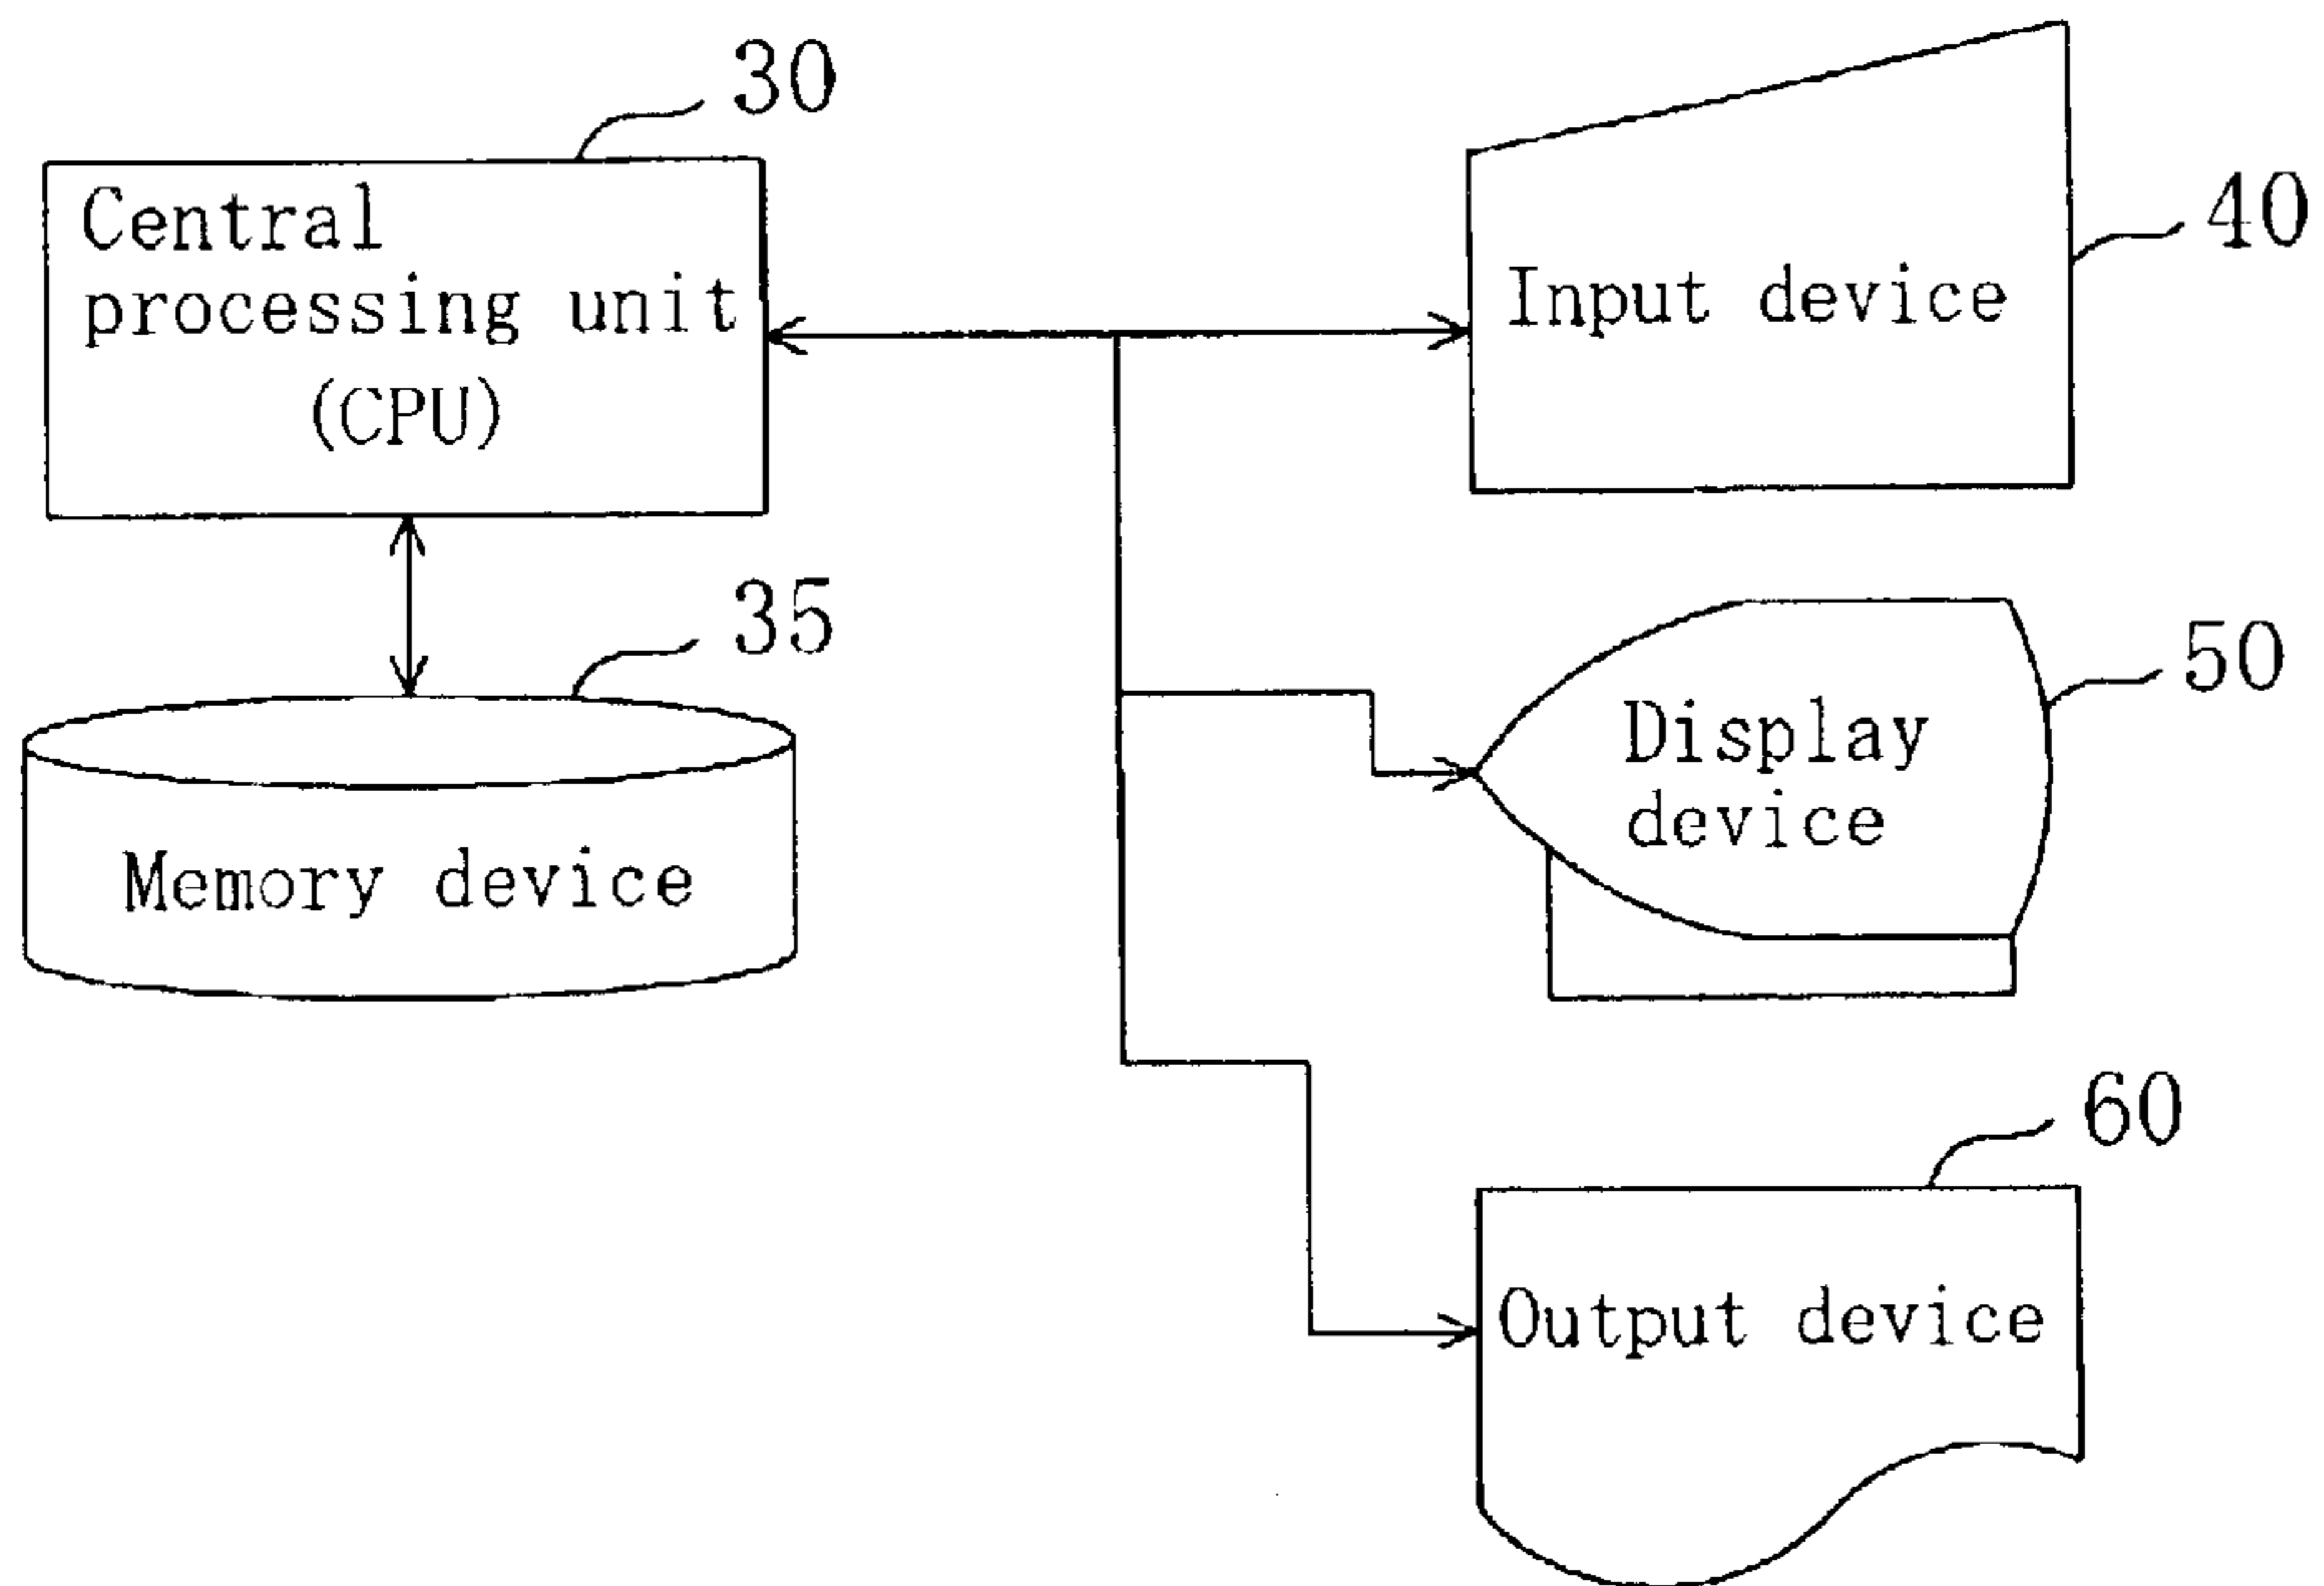 30
Central
processing unit
(CPU)
40
Input device
35
Memory device
50
Display
device
60
Output device